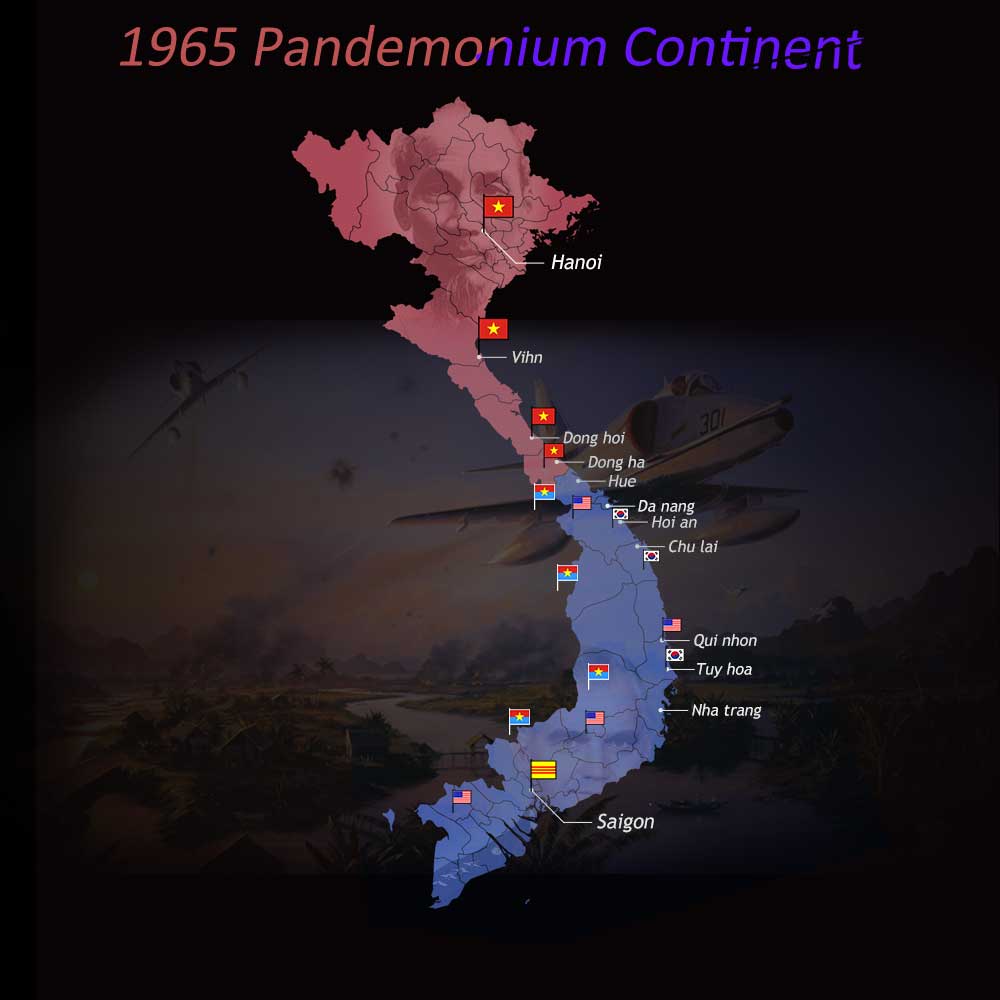 1965 Pandemonium Continent
Hanoi
Vihn
Dong hoi
Dong ha
Hue
Da nang
Hoi an
Chu lai
Qui nhon
Tuy hoa
Nha trang
Saigon
301